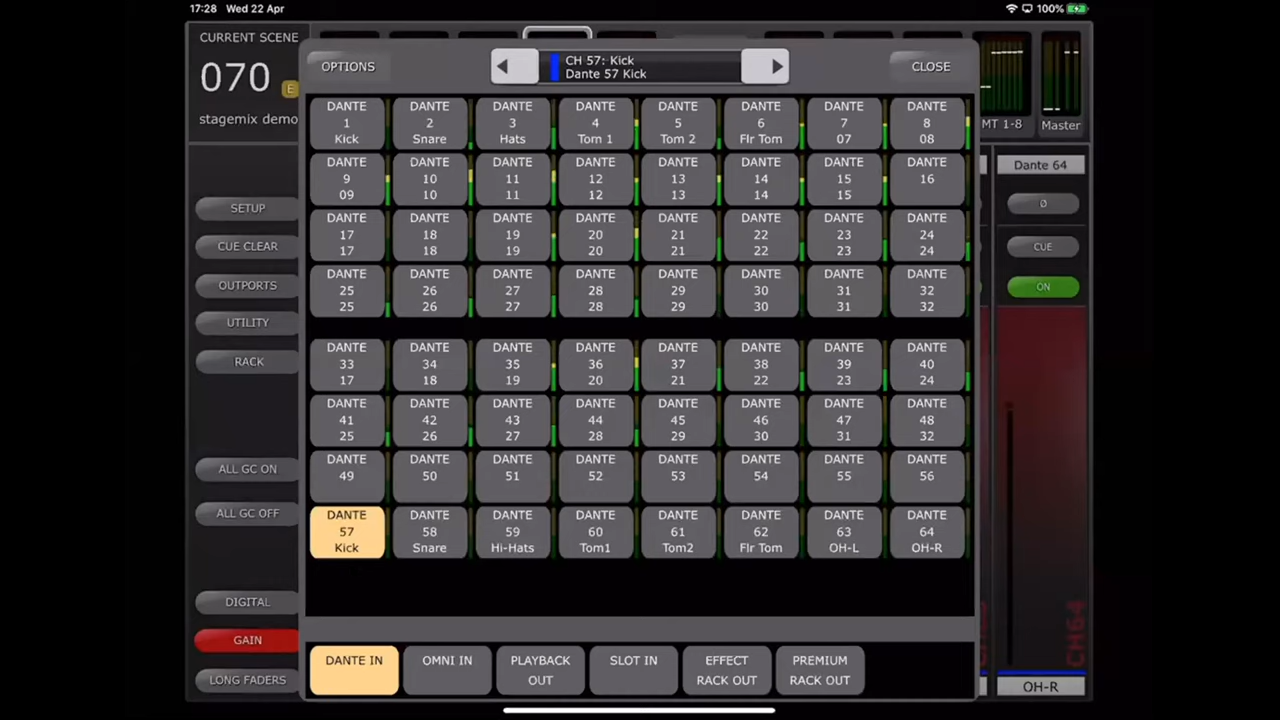 17:28 Wed 22 Apr
100%
CURRENT SCENE
070
E
stagemix demo
OPTIONS
CH 57: Kick
Dante 57 Kick
CLOSE
MT 1-8
Master
Dante 64
Ø
CUE
ON
CH64
OH-R
SETUP
CUE CLEAR
OUTPORTS
UTILITY
RACK
ALL GC ON
ALL GC OFF
DIGITAL
GAIN
LONG FADERS
DANTE DANTE DANTE DANTE DANTE DANTE DANTE DANTE
1 2 3 4 5 6 7 8
Kick Snare Hats Tom 1 Tom 2 Flr Tom 07 08
DANTE DANTE DANTE DANTE DANTE DANTE DANTE DANTE
9 10 11 12 13 14 15 16
09 10 11 12 13 14 15
DANTE DANTE DANTE DANTE DANTE DANTE DANTE DANTE
17 18 19 20 21 22 23 24
17 18 19 20 21 22 23 24
DANTE DANTE DANTE DANTE DANTE DANTE DANTE DANTE
25 26 27 28 29 30 31 32
25 26 27 28 29 30 31 32
DANTE DANTE DANTE DANTE DANTE DANTE DANTE DANTE
33 34 35 36 37 38 39 40
17 18 19 20 21 22 23 24
DANTE DANTE DANTE DANTE DANTE DANTE DANTE DANTE
41 42 43 44 45 46 47 48
25 26 27 28 29 30 31 32
DANTE DANTE DANTE DANTE DANTE DANTE DANTE DANTE
49 50 51 52 53 54 55 56
DANTE DANTE DANTE DANTE DANTE DANTE DANTE DANTE
57 58 59 60 61 62 63 64
Kick Snare Hi-Hats Tom1 Tom2 Flr Tom OH-L OH-R
DANTE IN
OMNI IN
PLAYBACK
OUT
SLOT IN
EFFECT
RACK OUT
PREMIUM
RACK OUT